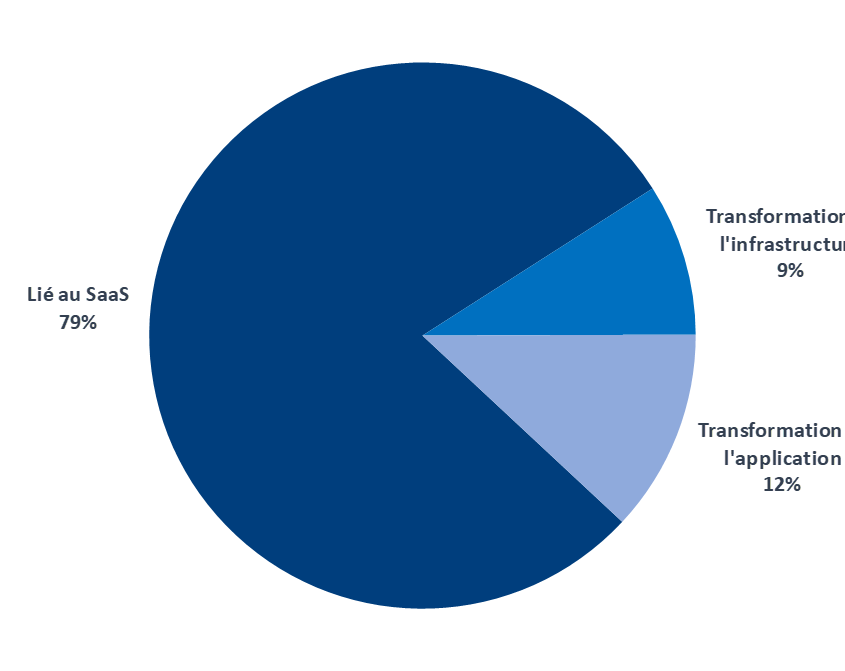 Transformation
l'infrastructu
9%
Lié au SaaS
79%
Transformation
l'application
12%